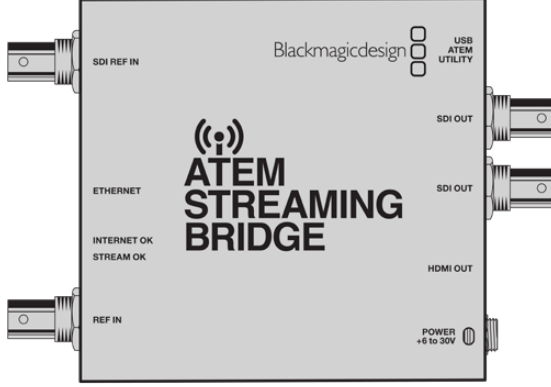 SDI REF IN
Blackmagicdesign
USB
ATEM
UTILITY
SDI OUT
ETHERNET
ATEM
STREAMING
BRIDGE
SDI OUT
INTERNET OK
STREAM OK
HDMI OUT
REF IN
POWER
+6 to 30V